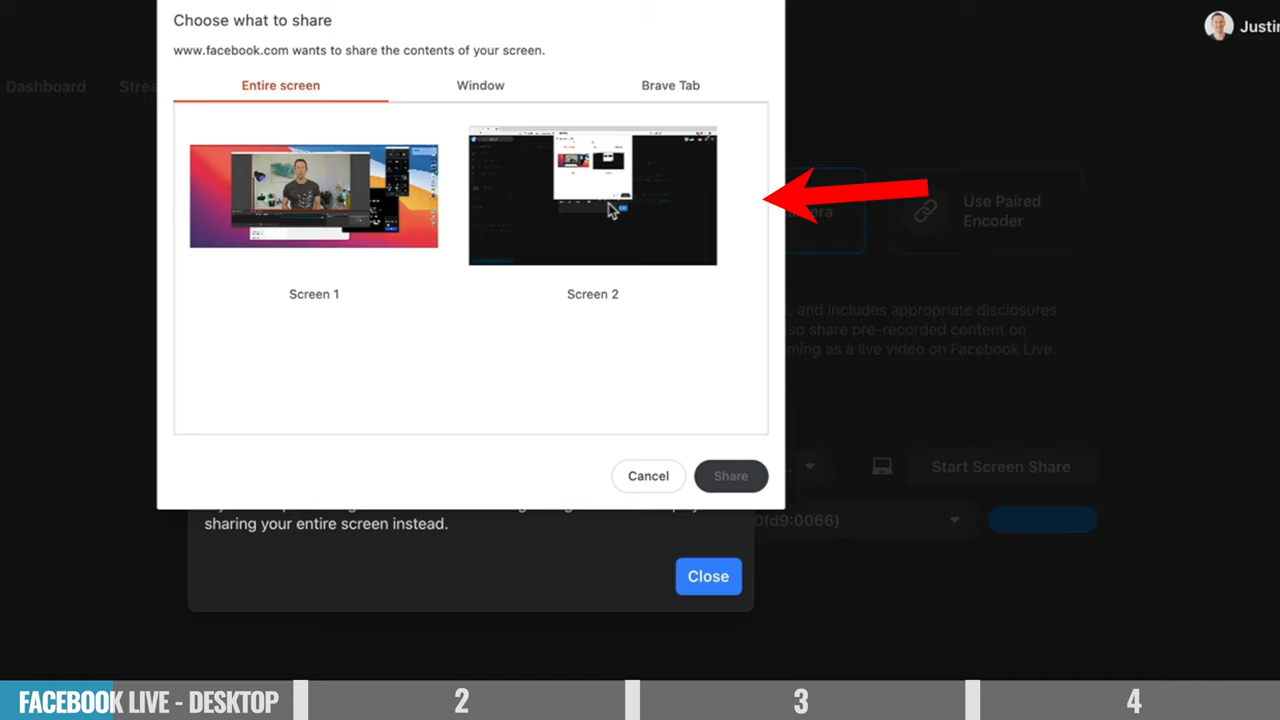 Choose what to share
Justin
www.facebook.com wants to share the contents of your screen.
Dashboard
Entire screen
Window
Brave Tab
Use Paired
Encoder
Screen 1
Screen 2
, and includes appropriate disclosures
so share pre-recorded content on
ming as a live video on Facebook Live.
Start Screen Share
Cancel
Share
sharing your entire screen instead.
0fd9:0066)
Close
FACEBOOK LIVE - DESKTOP
2
3
4